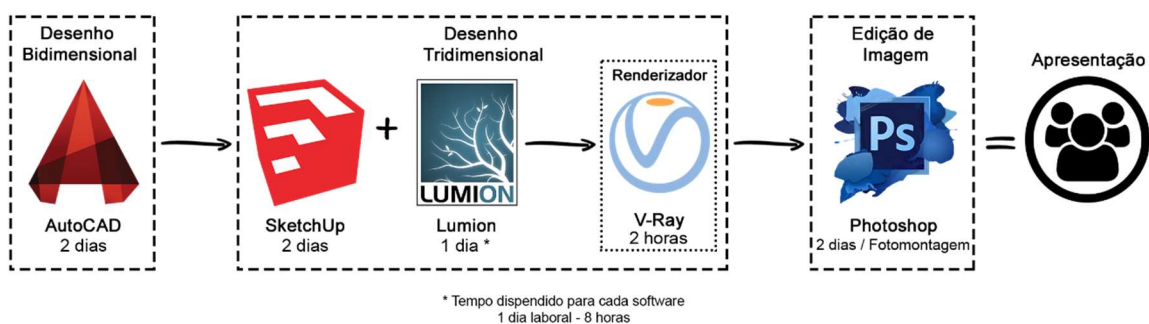 Desenho
Bidimensional
AutoCAD
2 dias
Desenho
Tridimensional
SketchUp
2 dias
+
LUMION
Lumion
1 dia *
Renderizador
V-Ray
2 horas
Edição de
Imagem
Ps
Photoshop
2 dias / Fotomontagem
=
Apresentação
* Tempo dispendido para cada software
1 dia laboral - 8 horas